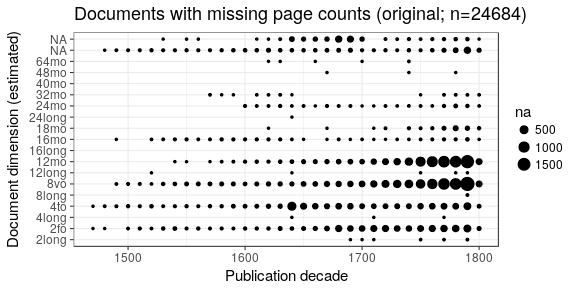 Documents with missing page counts (original; n=24684)
Document dimension (estimated)
NA
NA
64mo
48mo
40mo
32mo
24mo
24long
18mo
16mo
16long
12mo
12long
8vo
8long
4to
4long
2fo
2long
1500
1600
1700
1800
Publication decade
na
500
1000
1500